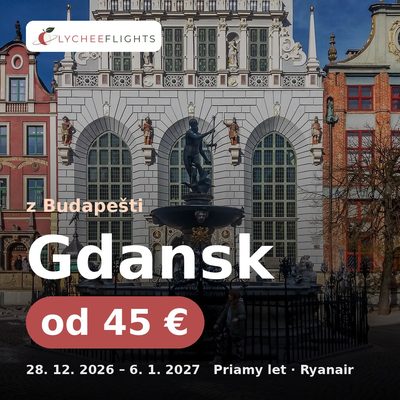 LYCHEEFLIGHTS
z Budapešti
Gdansk
od 45 €
28. 12. 2026 – 6. 1. 2027 Priamy let · Ryanair